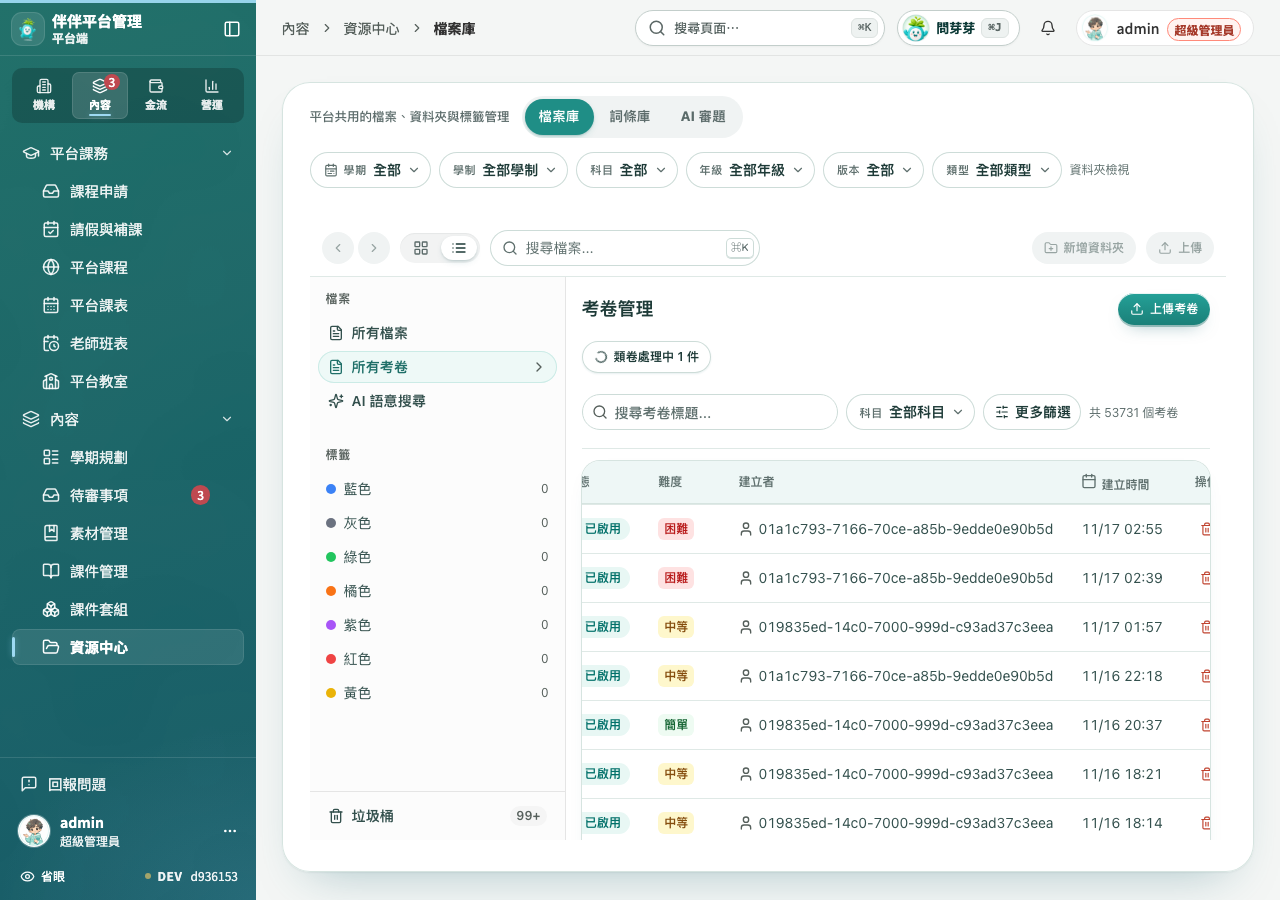 伴伴平台管理
平台端
機構
內容
3
金流
營運
平台課務
課程申請
請假與補課
平台課程
平台課表
老師班表
平台教室
內容
學期規劃
待審事項
3
素材管理
課件管理
課件套組
資源中心
回報問題
admin
超級管理員
省眼
DEV d936153
內容
資源中心
檔案庫
搜尋頁面…
⌘K
問芽芽
⌘J
admin
超級管理員
平台共用的檔案、資料夾與標籤管理
檔案庫
詞條庫
AI 審題
學期 全部
學制 全部學制
科目 全部
年級 全部年級
版本 全部
類型 全部類型
資料夾檢視
搜尋檔案...
⌘K
新增資料夾
上傳
檔案
所有檔案
所有考卷
AI 語意搜尋
標籤
藍色 0
灰色 0
綠色 0
橘色 0
紫色 0
紅色 0
黃色 0
垃圾桶 99+
考卷管理
上傳考卷
類卷處理中 1 件
搜尋考卷標題...
科目 全部科目
更多篩選
共 53731 個考卷
態 難度 建立者 建立時間 操作
已啟用 困難 01a1c793-7166-70ce-a85b-9edde0e90b5d 11/17 02:55
已啟用 困難 01a1c793-7166-70ce-a85b-9edde0e90b5d 11/17 02:39
已啟用 中等 019835ed-14c0-7000-999d-c93ad37c3eea 11/17 01:57
已啟用 中等 01a1c793-7166-70ce-a85b-9edde0e90b5d 11/16 22:18
已啟用 簡單 019835ed-14c0-7000-999d-c93ad37c3eea 11/16 20:37
已啟用 中等 019835ed-14c0-7000-999d-c93ad37c3eea 11/16 18:21
已啟用 中等 019835ed-14c0-7000-999d-c93ad37c3eea 11/16 18:14